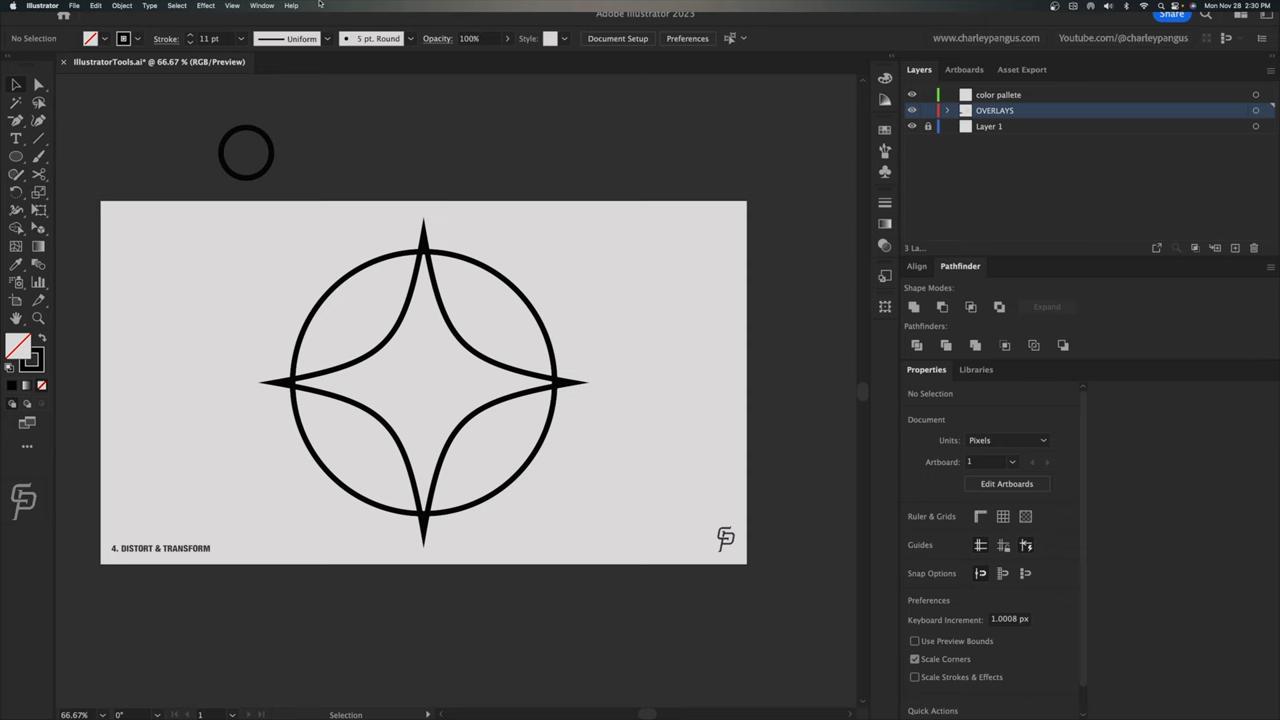 Illustrator File Edit Object Type Select Effect View Window Help
Mon Nov 28 2:30 PM
Adobe Illustrator 2023
Share
No Selection Stroke: 11 pt Uniform 5 pt. Round Opacity: 100% Style: Document Setup Preferences
www.charleypangus.com Youtube.com/@charleypangus
IllustratorTools.ai* @ 66.67 % (RGB/Preview)
Layers Artboards Asset Export
color pallete
OVERLAYS
Layer 1
3 La...
Align Pathfinder
Shape Modes:
Expand
Pathfinders:
Properties Libraries
No Selection
Document
Units: Pixels
Artboard: 1
Edit Artboards
Ruler & Grids
Guides
Snap Options
Preferences
Keyboard Increment: 1.0008 px
Use Preview Bounds
Scale Corners
Scale Strokes & Effects
Quick Actions
4. DISTORT & TRANSFORM
66.67% 0° 1 Selection